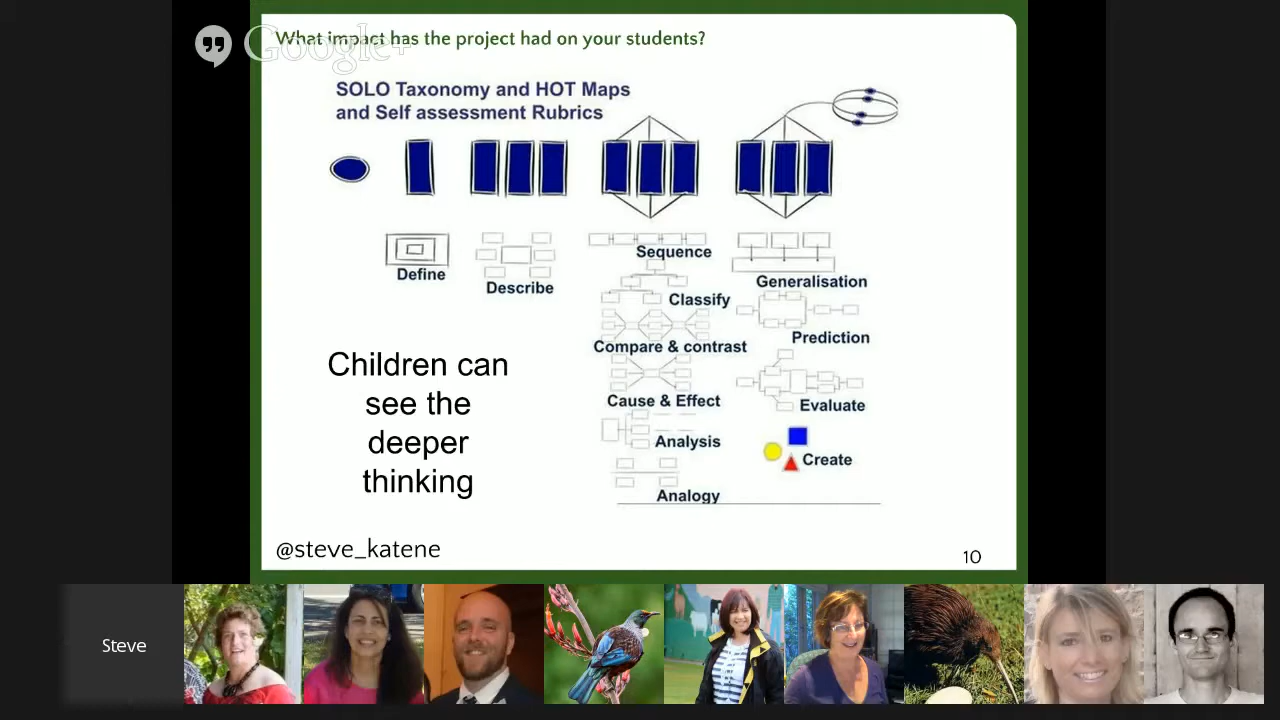 What impact has the project had on your students?
Google+
SOLO Taxonomy and HOT Maps
and Self assessment Rubrics
Define
Describe
Sequence
Classify
Compare & contrast
Cause & Effect
Analysis
Analogy
Generalisation
Prediction
Evaluate
Create
Children can
see the
deeper
thinking
@steve_katene
10
Steve